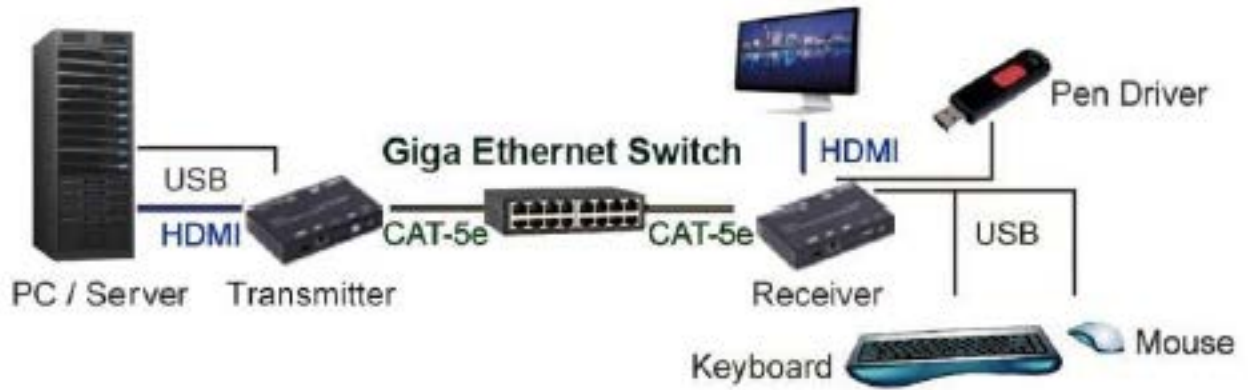 Pen Driver
Giga Ethernet Switch
HDMI
USB
HDMI
CAT-5e
CAT-5e
USB
PC / Server
Transmitter
Receiver
Keyboard
Mouse